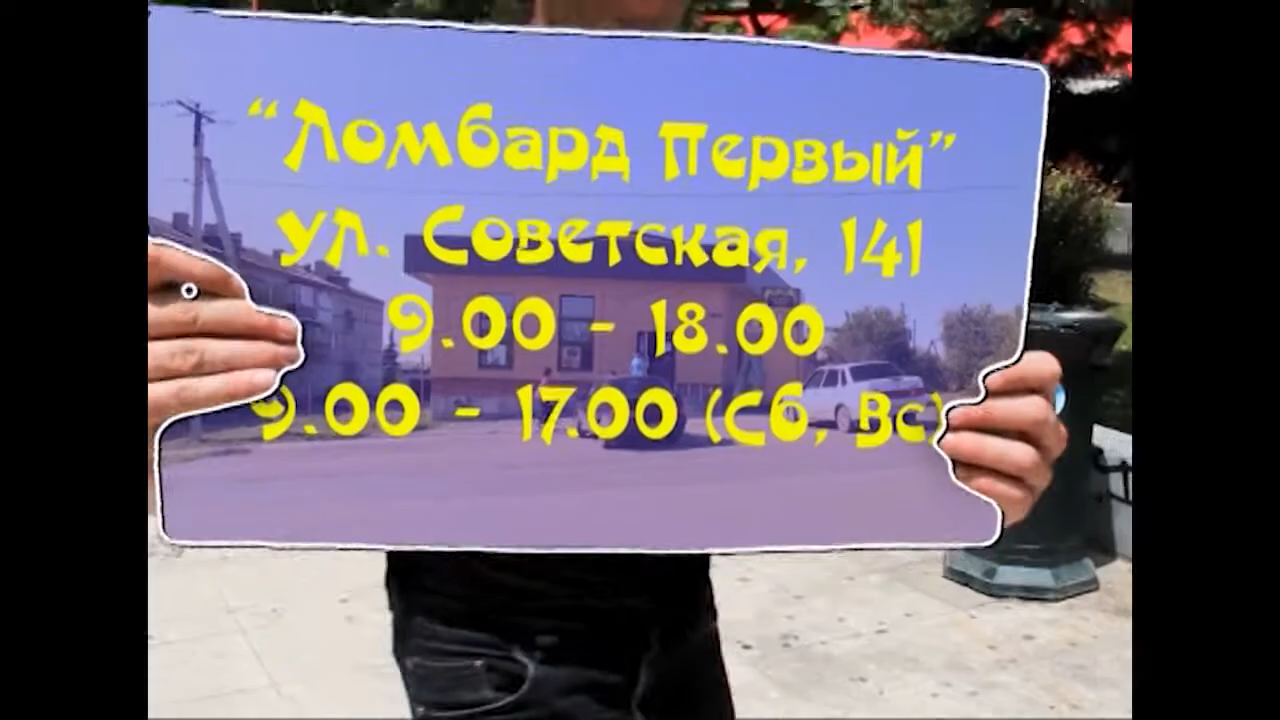 “Ломбард Первый”
ул. Советская, 141
9.00 - 18.00
9.00 - 17.00 (Сб, Вс)